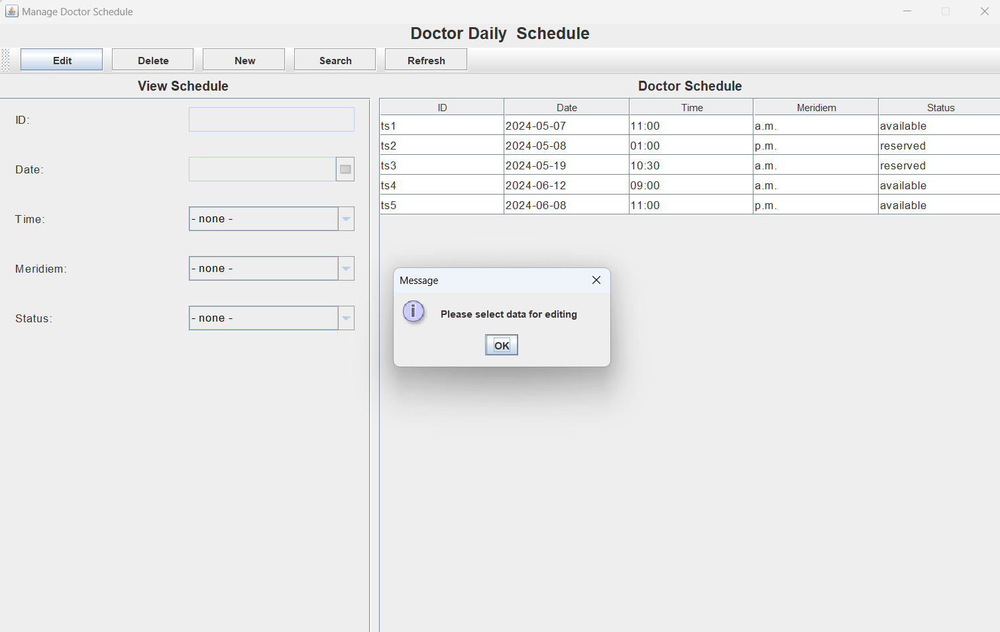 Manage Doctor Schedule
Doctor Daily  Schedule
Edit Delete New Search Refresh
View Schedule
ID:
Date:
Time: - none -
Meridiem: - none -
Status: - none -
Doctor Schedule
ID Date Time Meridiem Status
ts1 2024-05-07 11:00 a.m. available
ts2 2024-05-08 01:00 p.m. reserved
ts3 2024-05-19 10:30 a.m. reserved
ts4 2024-06-12 09:00 a.m. available
ts5 2024-06-08 11:00 p.m. available
Message
Please select data for editing
OK